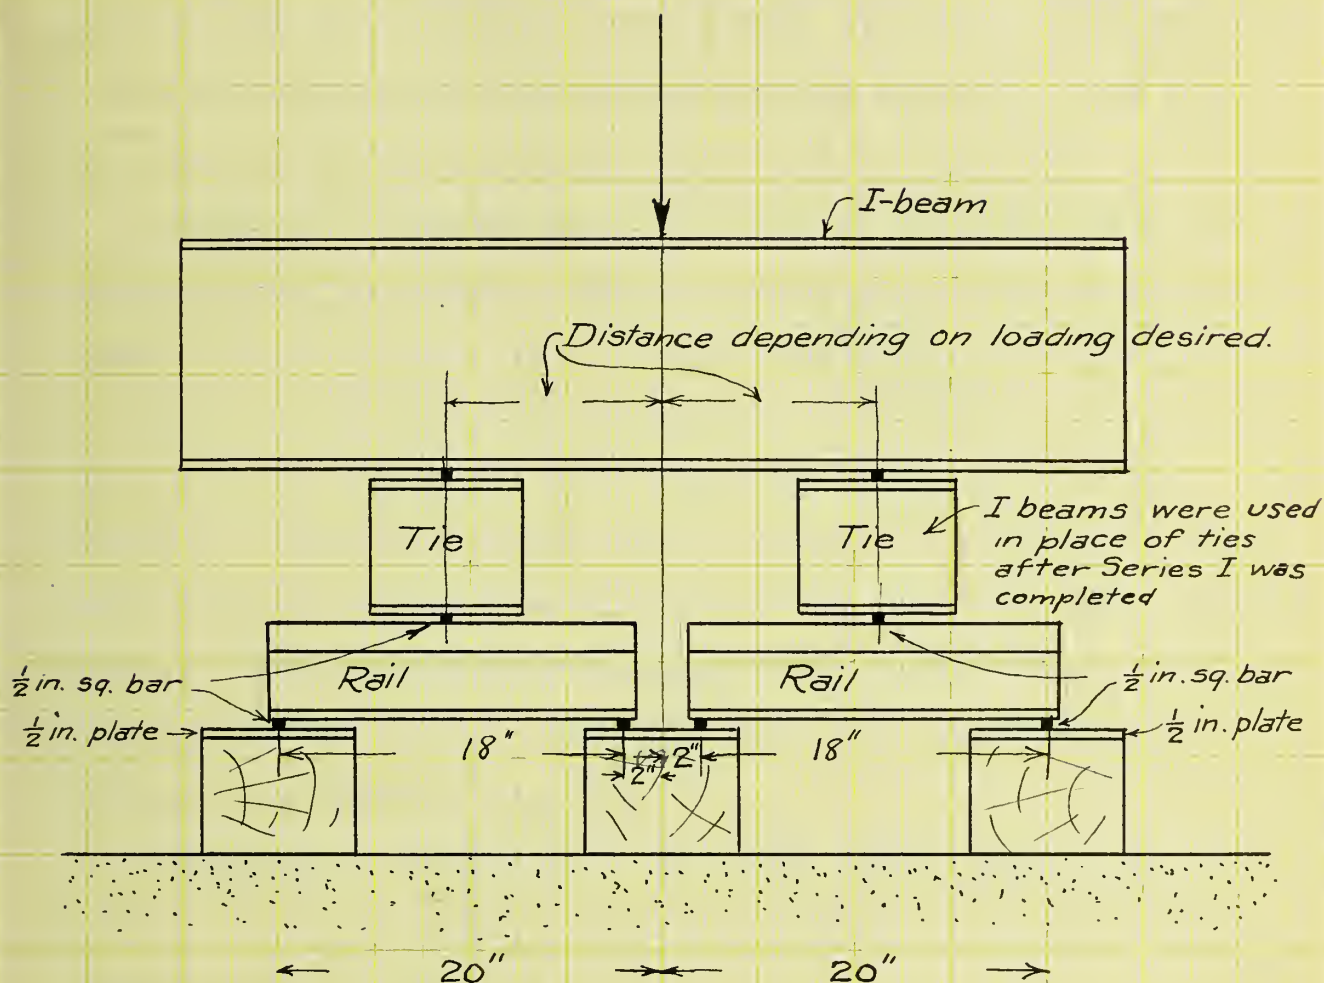 I-beam
Distance depending on loading desired.
Tie
Tie
I beams were used
in place of ties
after Series I was
completed
Rail
Rail
½ in. sq. bar
½ in. sq. bar
½ in. plate
½ in. plate
18"
2"
2"
18"
20"
20"